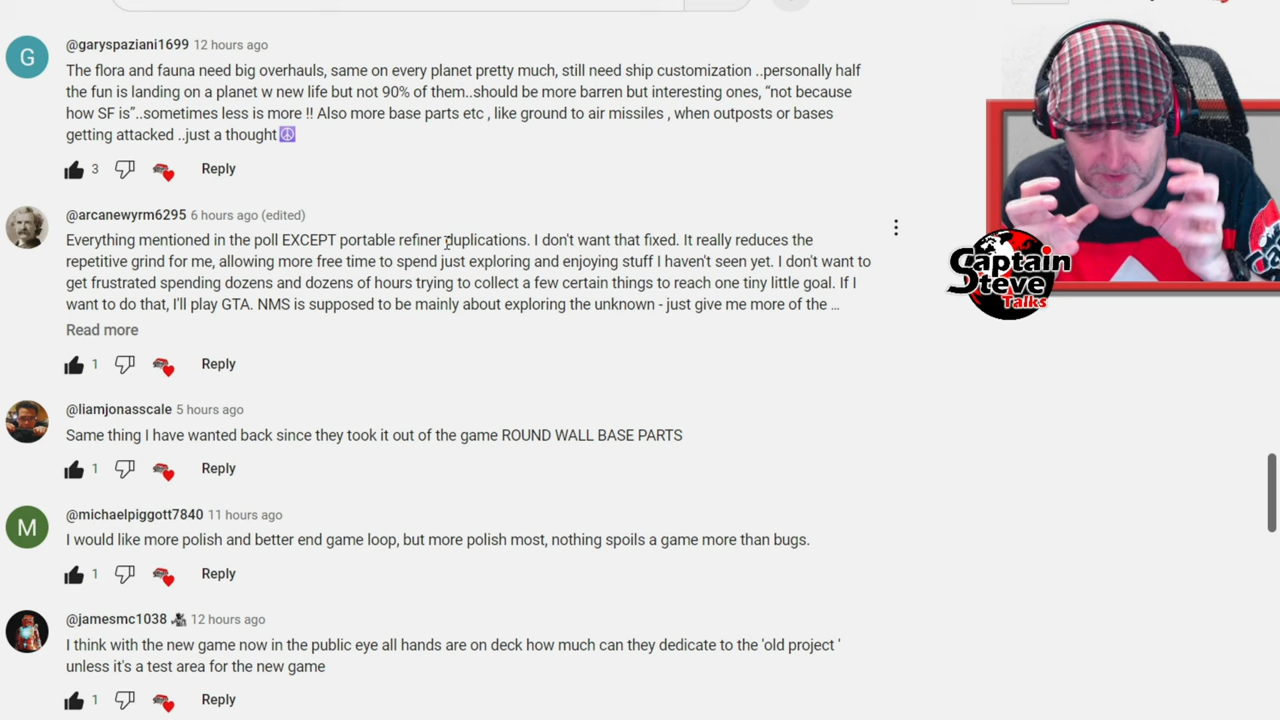 G
@garyspaziani1699 12 hours ago
The flora and fauna need big overhauls, same on every planet pretty much, still need ship customization ..personally half
the fun is landing on a planet w new life but not 90% of them..should be more barren but interesting ones, “not because
how SF is”..sometimes less is more !! Also more base parts etc , like ground to air missiles , when outposts or bases
getting attacked ..just a thought☮
3 Reply
@arcanewyrm6295 6 hours ago (edited)
Everything mentioned in the poll EXCEPT portable refiner duplications. I don't want that fixed. It really reduces the
repetitive grind for me, allowing more free time to spend just exploring and enjoying stuff I haven't seen yet. I don't want to
get frustrated spending dozens and dozens of hours trying to collect a few certain things to reach one tiny little goal. If I
want to do that, I'll play GTA. NMS is supposed to be mainly about exploring the unknown - just give me more of the ...
Read more
1 Reply
Captain
Steve
Talks
@liamjonasscale 5 hours ago
Same thing I have wanted back since they took it out of the game ROUND WALL BASE PARTS
1 Reply
M
@michaelpiggott7840 11 hours ago
I would like more polish and better end game loop, but more polish most, nothing spoils a game more than bugs.
1 Reply
@jamesmc1038 12 hours ago
I think with the new game now in the public eye all hands are on deck how much can they dedicate to the 'old project '
unless it's a test area for the new game
1 Reply